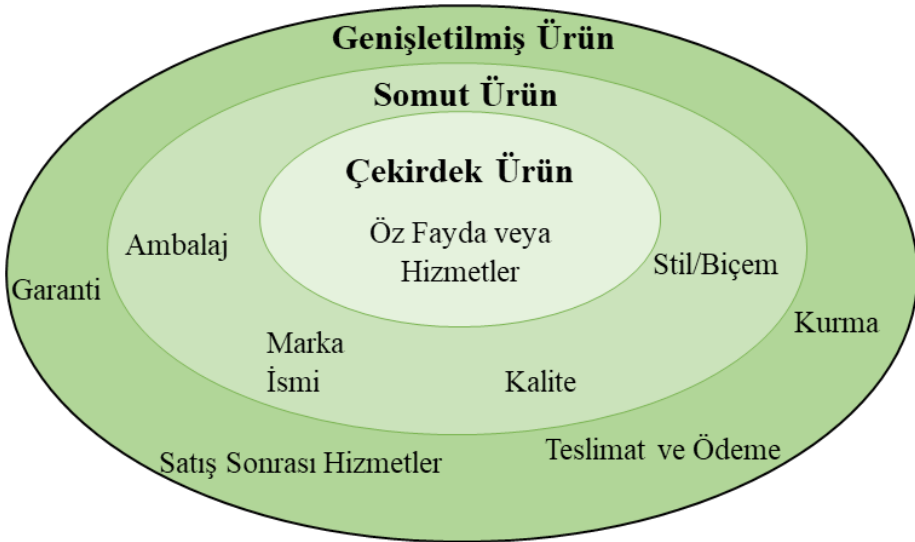 Genişletilmiş Ürün
Somut Ürün
Çekirdek Ürün
Öz Fayda veya
Hizmetler
Ambalaj
Stil/Biçem
Garanti
Kurma
Marka
İsmi
Kalite
Satış Sonrası Hizmetler
Teslimat ve Ödeme